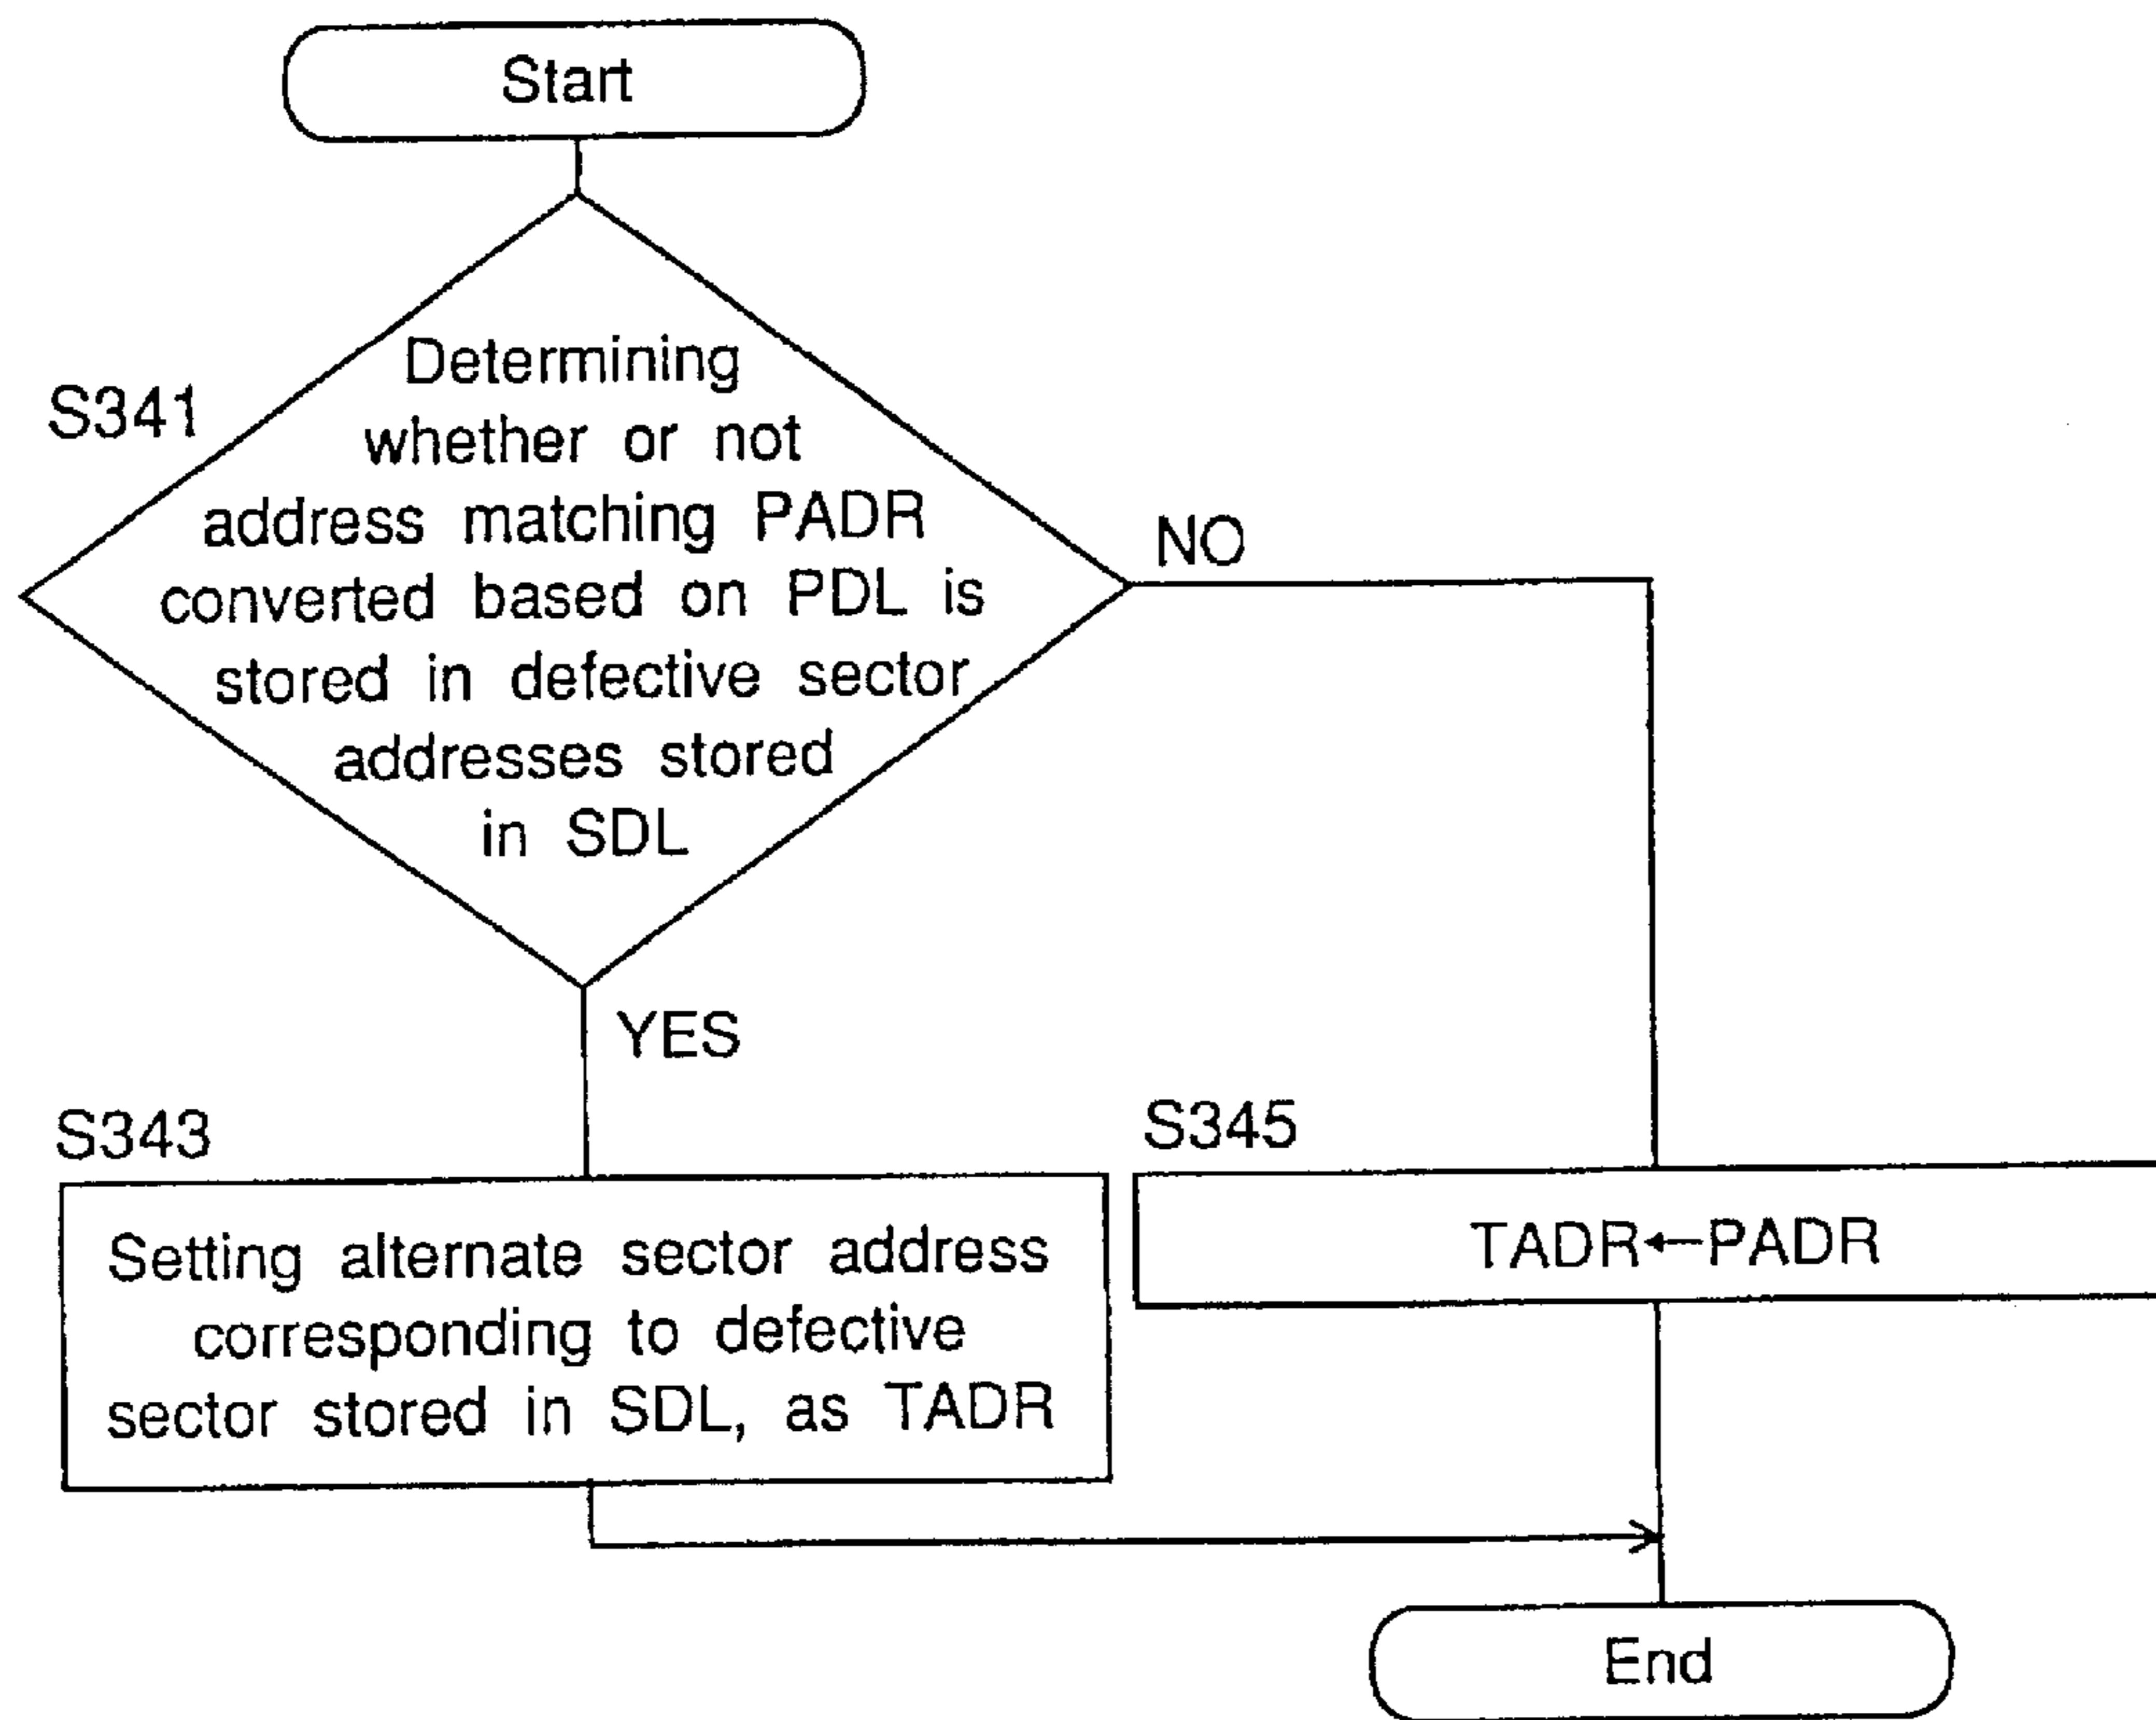 Start
S341
Determining
whether or not
address matching PADR
converted based on PDL is
stored in defective sector
addresses stored
in SDL
NO
YES
S343
Setting alternate sector address
corresponding to defective
sector stored in SDL, as TADR
S345
TADR←PADR
End